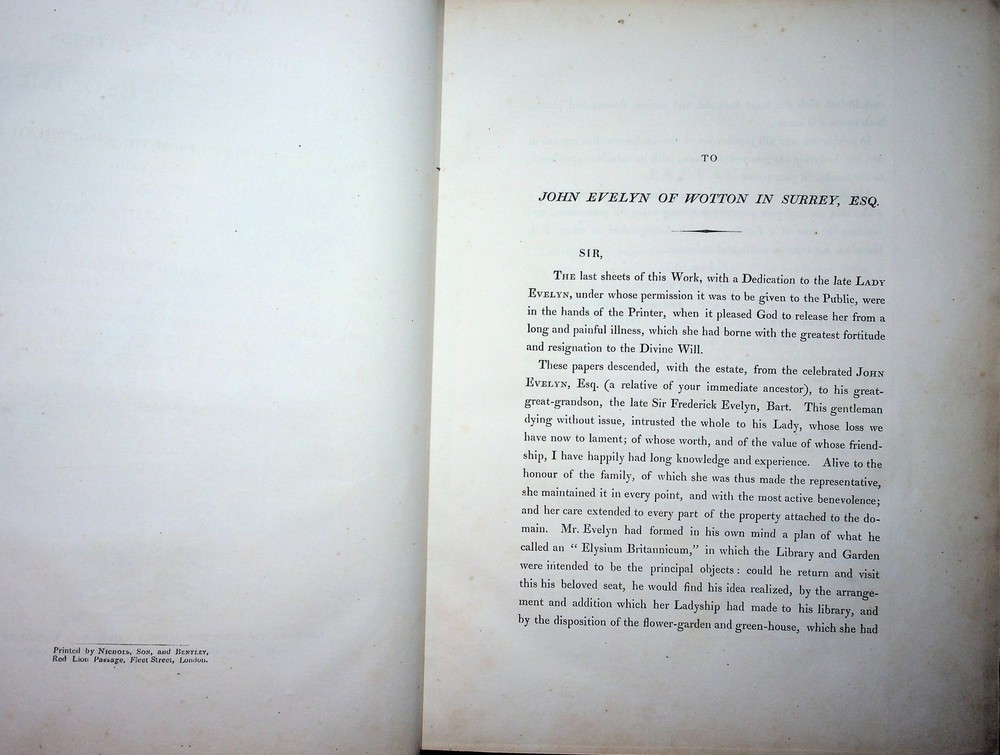 Printed by NICHOLS, SON, and BENTLEY,
Red Lion Passage, Fleet Street, London.
TO
JOHN EVELYN OF WOTTON IN SURREY, ESQ.
SIR,
THE last sheets of this Work, with a Dedication to the late LADY
EVELYN, under whose permission it was to be given to the Public, were
in the hands of the Printer, when it pleased God to release her from a
long and painful illness, which she had borne with the greatest fortitude
and resignation to the Divine Will.
These papers descended, with the estate, from the celebrated JOHN
EVELYN, Esq. (a relative of your immediate ancestor), to his great-
great-grandson, the late Sir Frederick Evelyn, Bart. This gentleman
dying without issue, intrusted the whole to his Lady, whose loss we
have now to lament; of whose worth, and of the value of whose friend-
ship, I have happily had long knowledge and experience. Alive to the
honour of the family, of which she was thus made the representative,
she maintained it in every point, and with the most active benevolence;
and her care extended to every part of the property attached to the do-
main. Mr. Evelyn had formed in his own mind a plan of what he
called an “ Elysium Britannicum,” in which the Library and Garden
were intended to be the principal objects: could he return and visit
this his beloved seat, he would find his idea realized, by the arrange-
ment and addition which her Ladyship had made to his library, and
by the disposition of the flower-garden and green-house, which she had